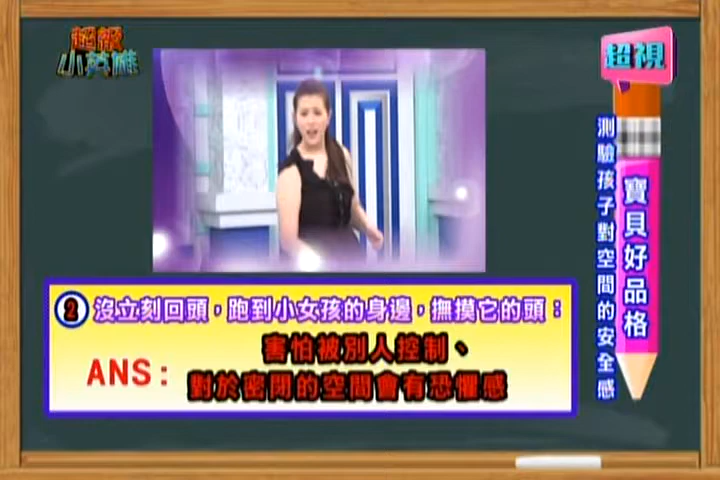 超級
小英雄
超視
寶貝好品格
測驗孩子對空間的安全感
2 沒立刻回頭,跑到小女孩的身邊,撫摸它的頭:
ANS:
害怕被別人控制、
對於密閉的空間會有恐懼感